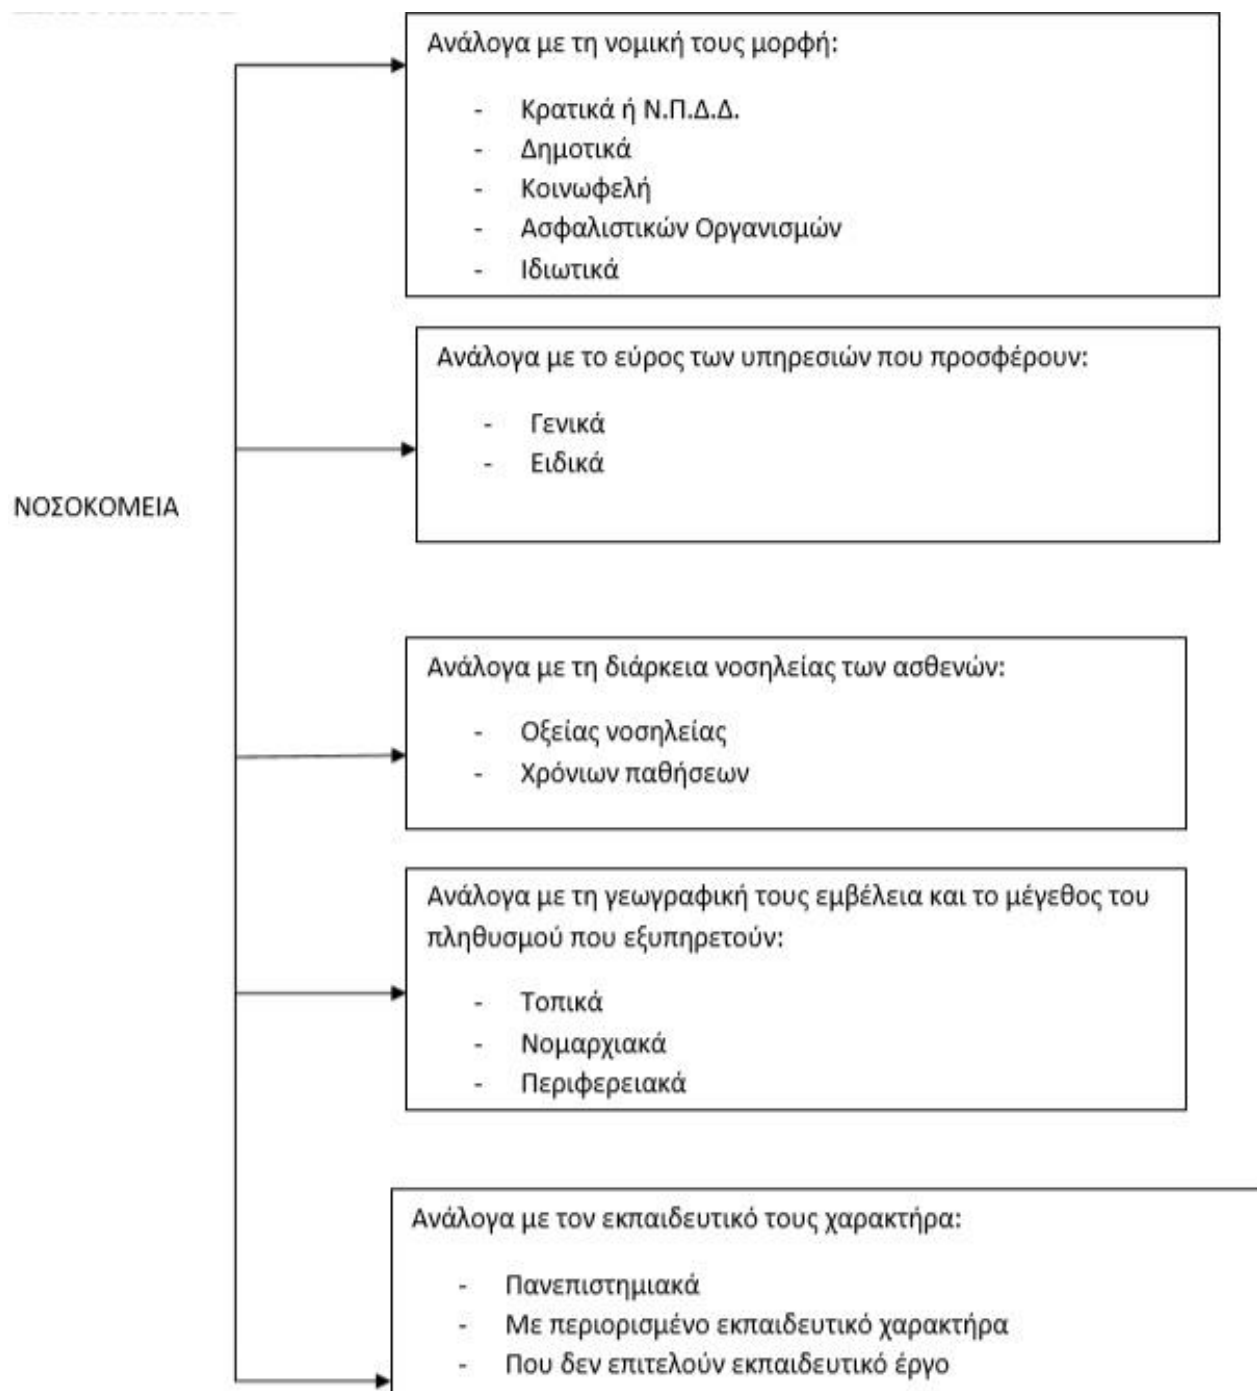 Ανάλογα με τη νομική τους μορφή:
- Κρατικά ή Ν.Π.Δ.Δ.
- Δημοτικά
- Κοινωφελή
- Ασφαλιστικών Οργανισμών
- Ιδιωτικά
Ανάλογα με το εύρος των υπηρεσιών που προσφέρουν:
- Γενικά
- Ειδικά
ΝΟΣΟΚΟΜΕΙΑ
Ανάλογα με τη διάρκεια νοσηλείας των ασθενών:
- Οξείας νοσηλείας
- Χρόνιων παθήσεων
Ανάλογα με τη γεωγραφική τους εμβέλεια και το μέγεθος του
πληθυσμού που εξυπηρετούν:
- Τοπικά
- Νομαρχιακά
- Περιφερειακά
Ανάλογα με τον εκπαιδευτικό τους χαρακτήρα:
- Πανεπιστημιακά
- Με περιορισμένο εκπαιδευτικό χαρακτήρα
- Που δεν επιτελούν εκπαιδευτικό έργο